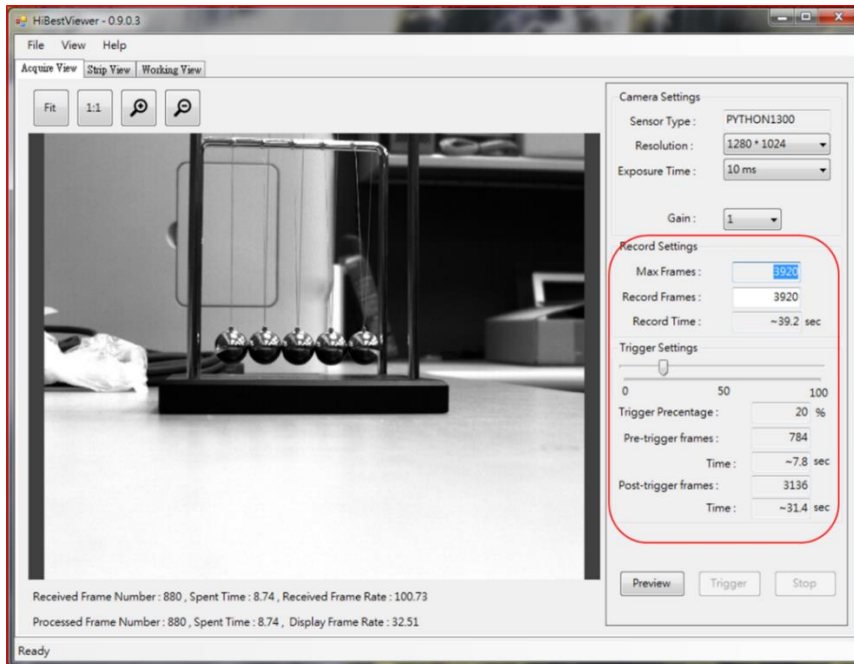 HiBestViewer - 0.9.0.3
File View Help
Acquire View Strip View Working View
Fit 1:1
Camera Settings
Sensor Type : PYTHON1300
Resolution : 1280 * 1024
Exposure Time : 10 ms
Gain : 1
Record Settings
Max Frames : 3920
Record Frames : 3920
Record Time : ~39.2 sec
Trigger Settings
0 50 100
Trigger Precentage : 20 %
Pre-trigger frames : 784
Time : ~7.8 sec
Post-trigger frames : 3136
Time : ~31.4 sec
Preview Trigger Stop
Received Frame Number : 880 , Spent Time : 8.74 , Received Frame Rate : 100.73
Processed Frame Number : 880 , Spent Time : 8.74 , Display Frame Rate : 32.51
Ready